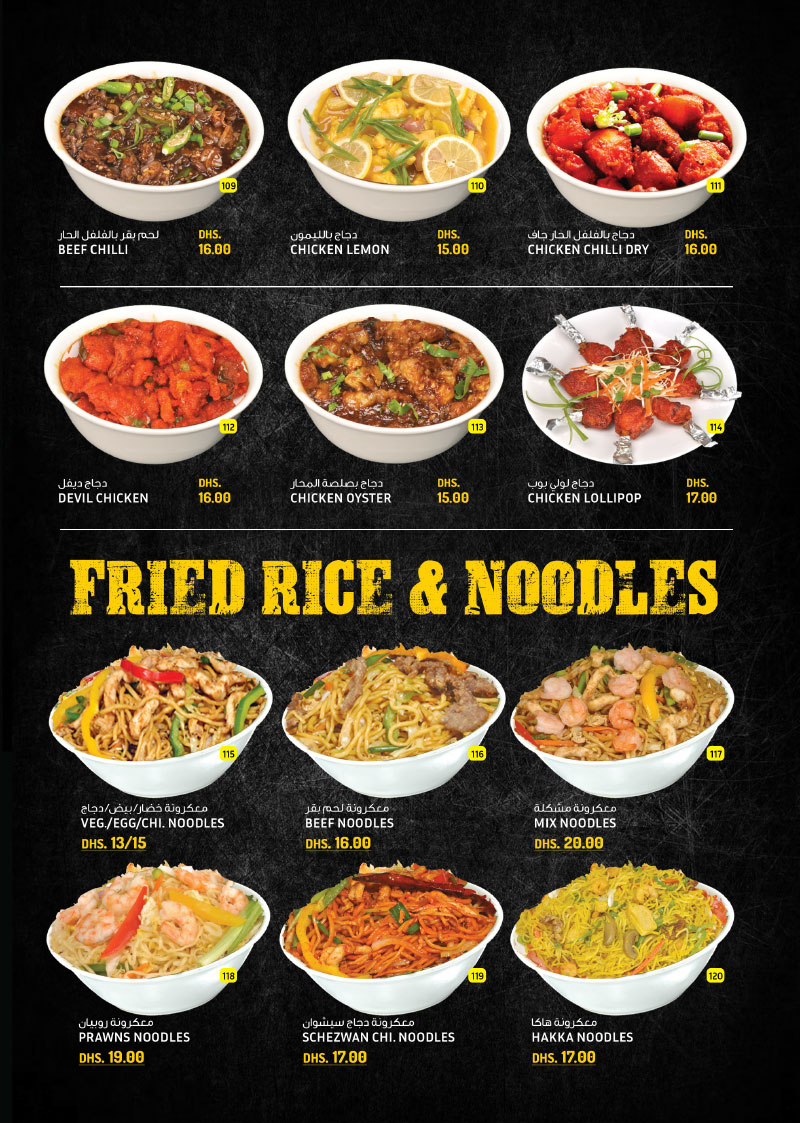 109
110
111
لحم بقر بالفلفل الحار
BEEF CHILLI
DHS.
16.00
دجاج بالليمون
CHICKEN LEMON
DHS.
15.00
دجاج بالفلفل الحار جاف
CHICKEN CHILLI DRY
DHS.
16.00
112
113
114
دجاج ديفل
DEVIL CHICKEN
DHS.
16.00
دجاج بصلصة المحار
CHICKEN OYSTER
DHS.
15.00
دجاج لولي بوب
CHICKEN LOLLIPOP
DHS.
17.00
FRIED RICE & NOODLES
115
116
117
معكرونة خضار/بيض/دجاج
VEG./EGG/CHI. NOODLES
DHS. 13/15
معكرونة لحم بقر
BEEF NOODLES
DHS. 16.00
معكرونة مشكلة
MIX NOODLES
DHS. 20.00
118
119
120
معكرونة روبيان
PRAWNS NOODLES
DHS. 19.00
معكرونة دجاج سيشوان
SCHEZWAN CHI. NOODLES
DHS. 17.00
معكرونة هاكا
HAKKA NOODLES
DHS. 17.00